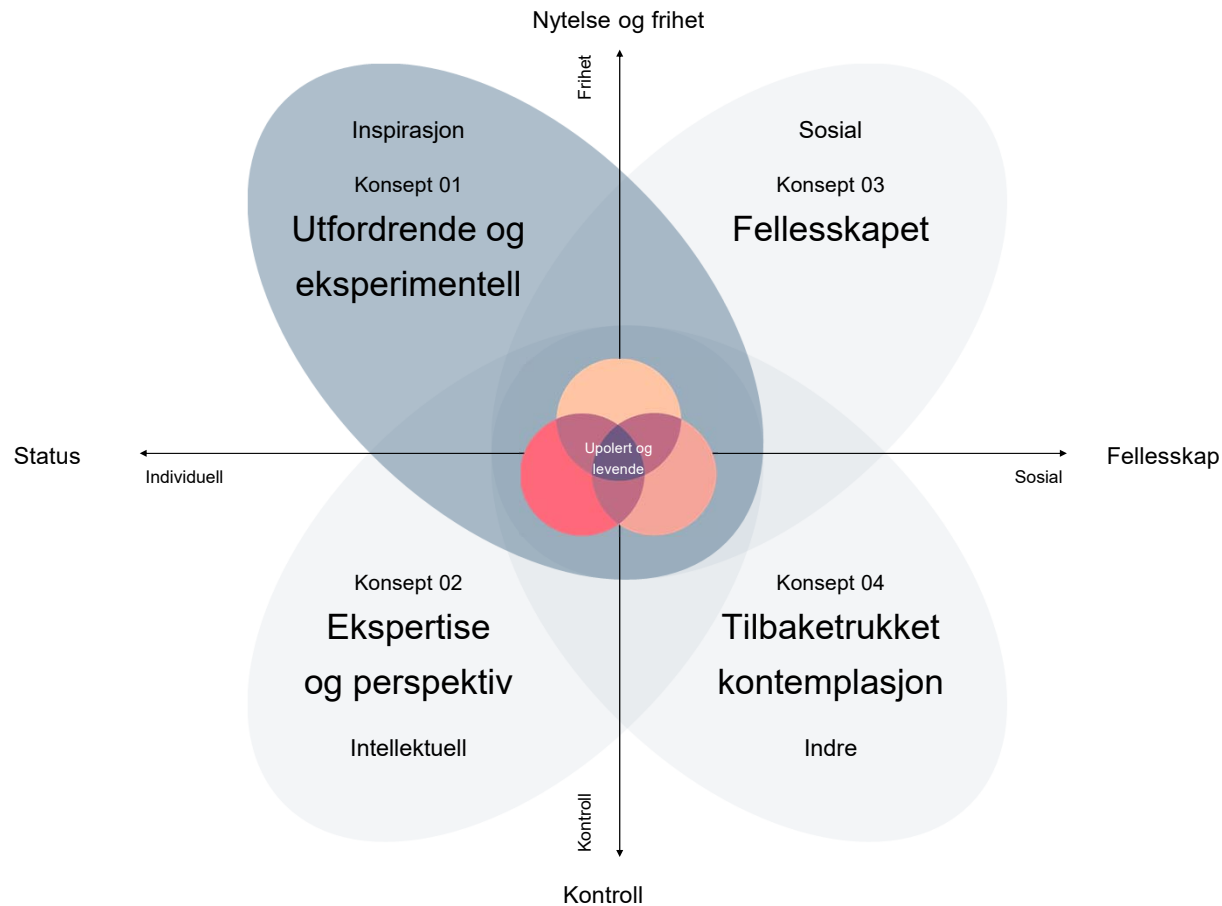 Nytelse og frihet
Frihet
Inspirasjon
Konsept 01
Utfordrende og
eksperimentell
Sosial
Konsept 03
Fellesskapet
Status
Individuell
Upolert og
levende
Sosial
Fellesskap
Konsept 02
Ekspertise
og perspektiv
Intellektuell
Konsept 04
Tilbaketrukket
kontemplasjon
Indre
Kontroll
Kontroll